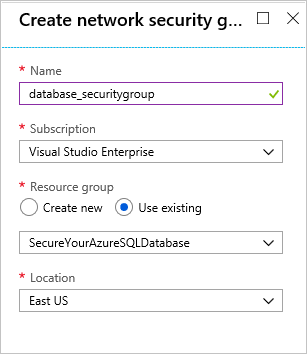 Create network security g...
* Name
database_securitygroup
* Subscription
Visual Studio Enterprise
* Resource group
Create new Use existing
SecureYourAzureSQLDatabase
* Location
East US